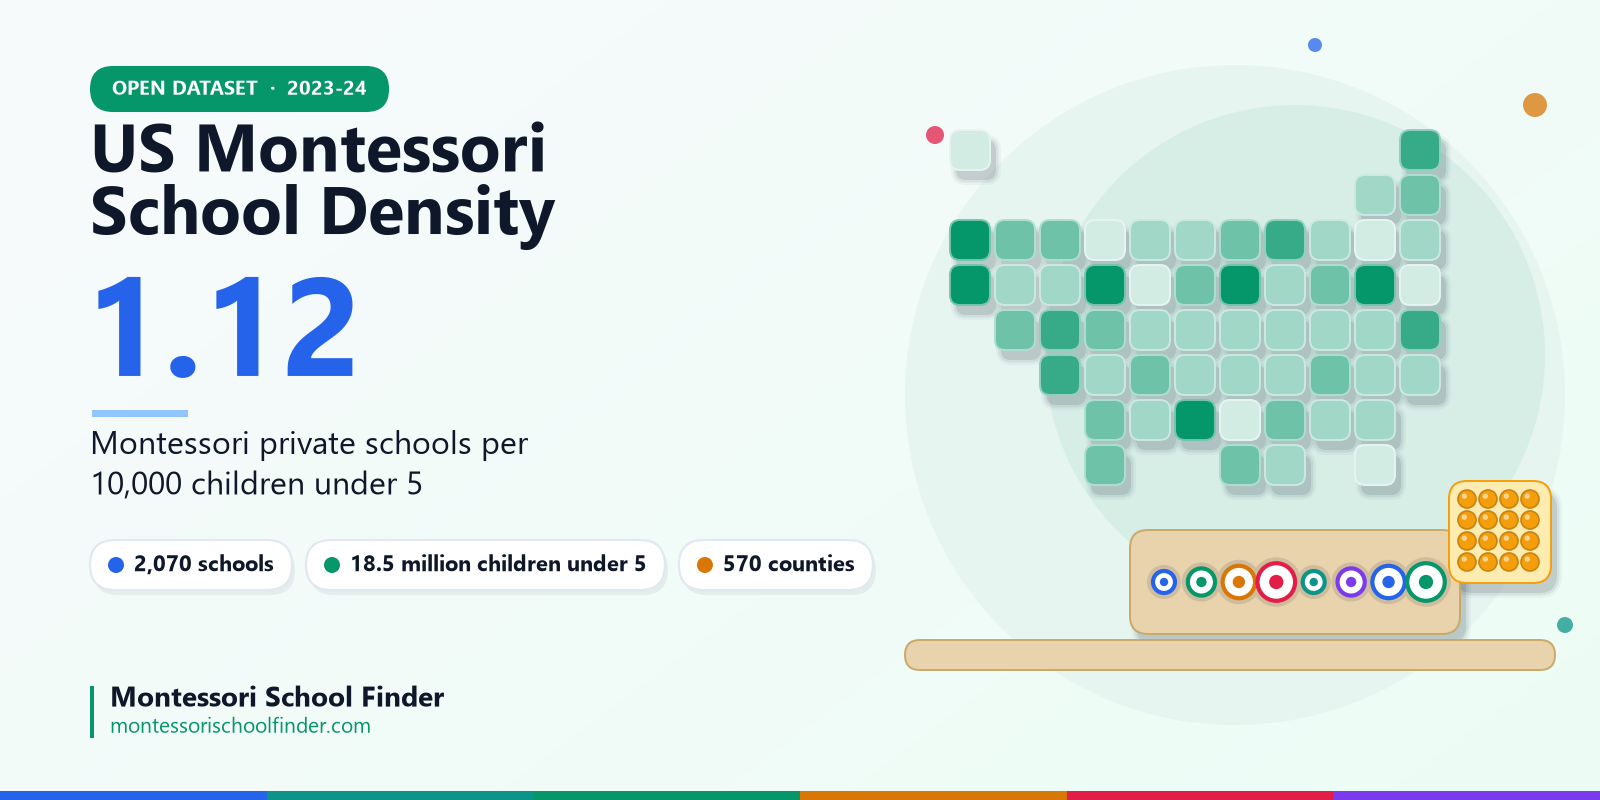 OPEN DATASET · 2023-24
US Montessori
School Density
1.12
Montessori private schools per
10,000 children under 5
2,070 schools
18.5 million children under 5
570 counties
Montessori School Finder
montessorischoolfinder.com